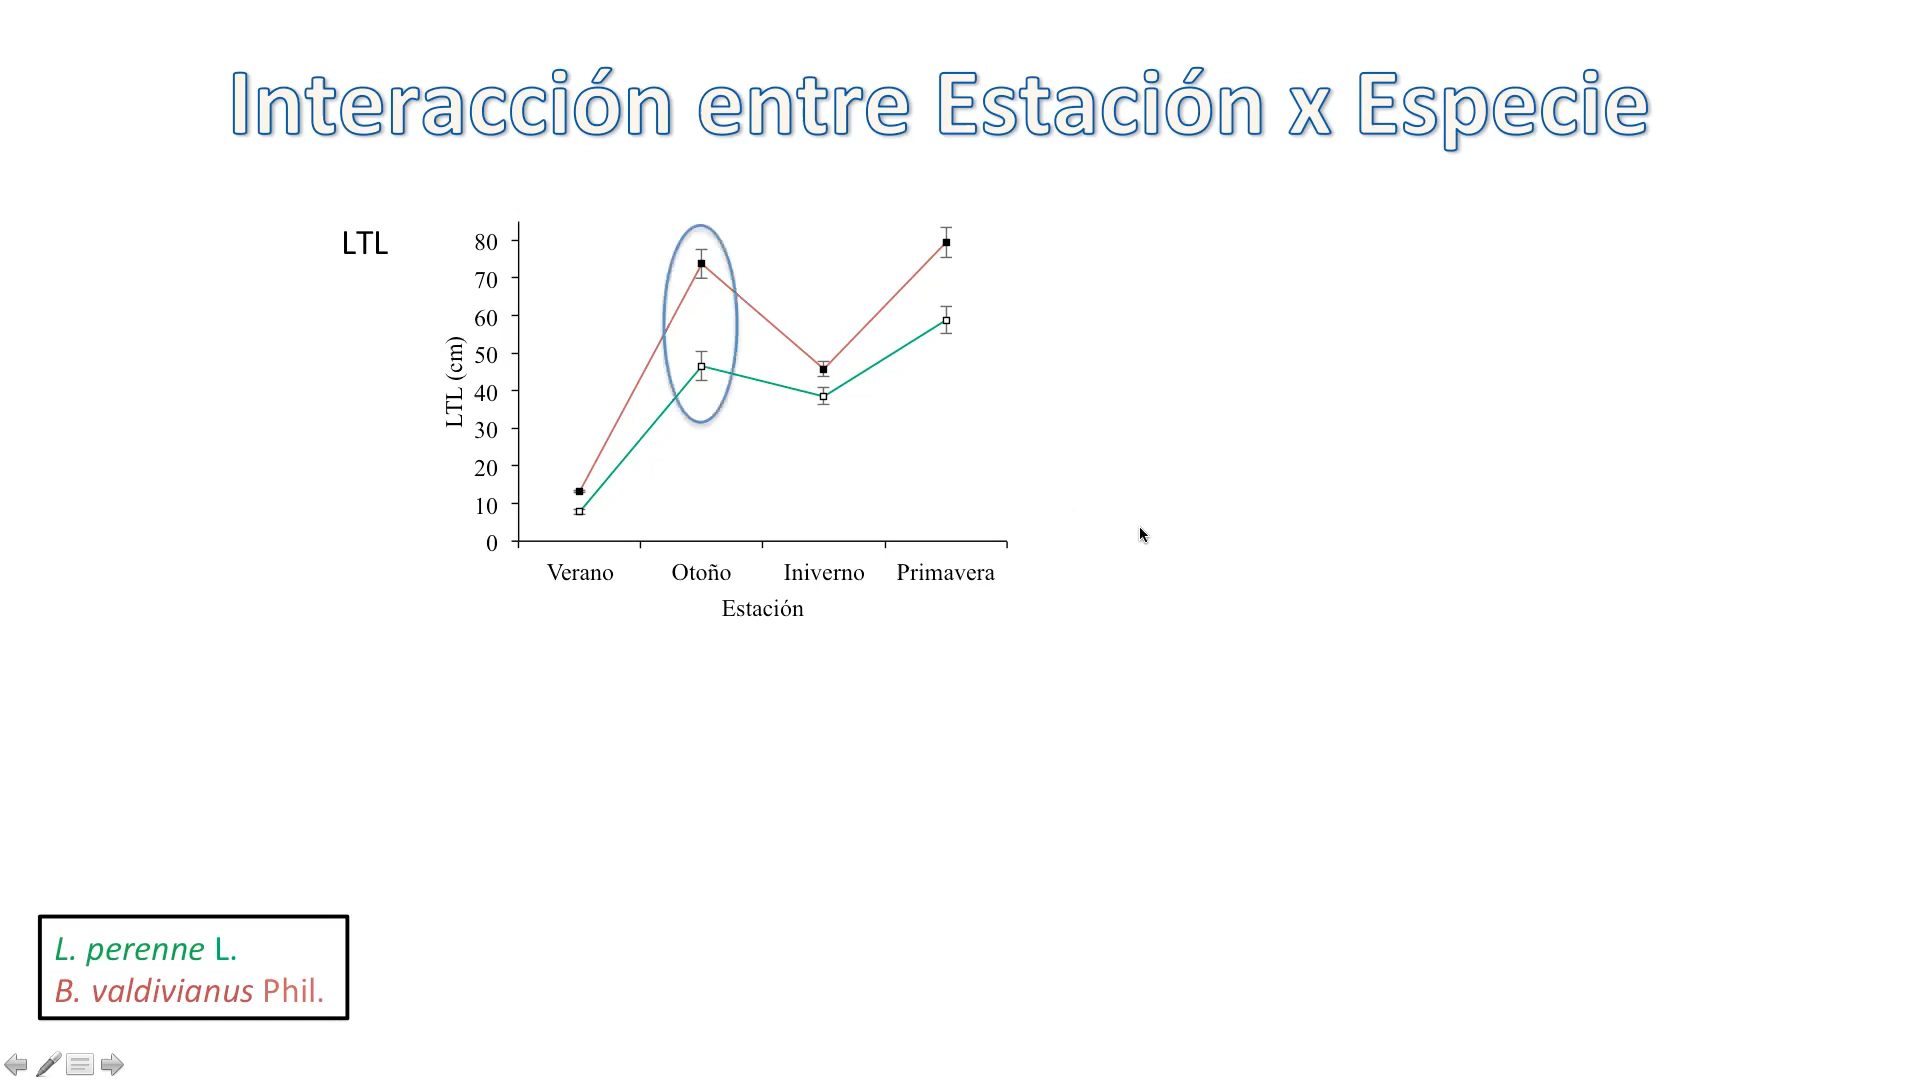 Interacción entre Estación x Especie
LTL
LTL (cm)
80
70
60
50
40
30
20
10
0
Verano Otoño Iniverno Primavera
Estación
L. perenne L.
B. valdivianus Phil.